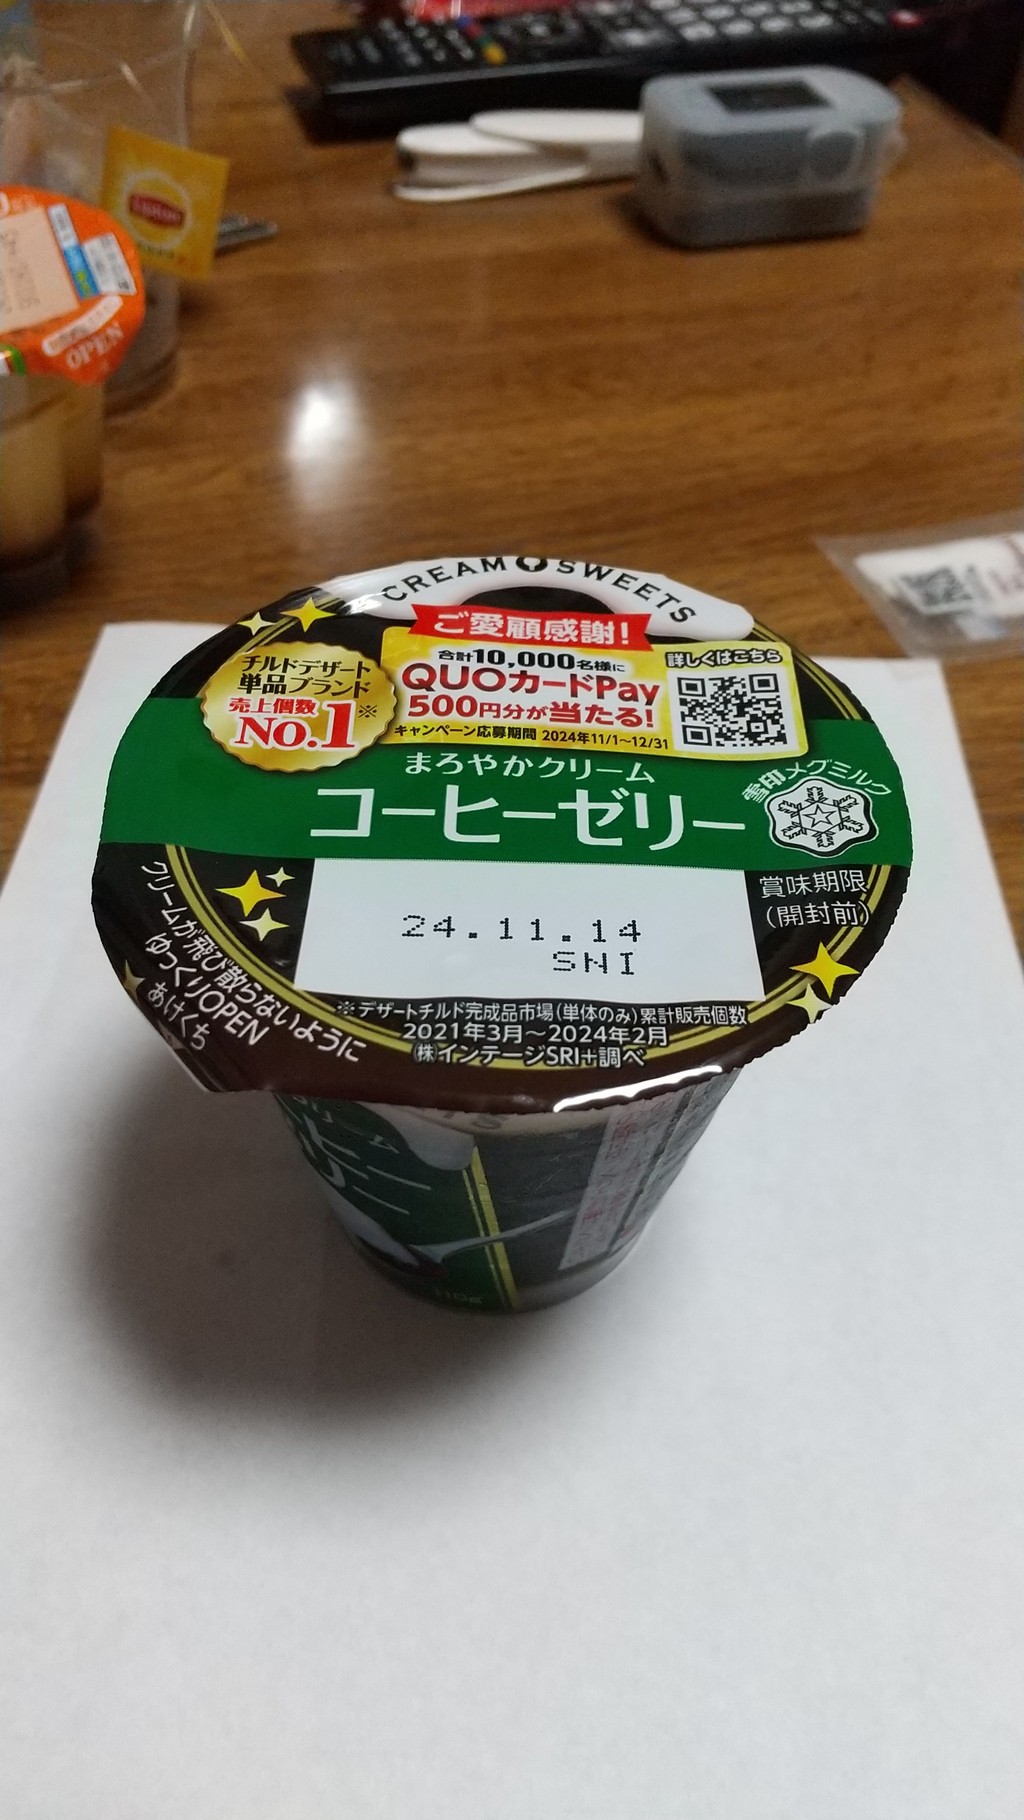 LIPTON
OPEN
CREAM SWEETS
ご愛顧感謝!
合計10,000名様に
QUOカードPay
500円分が当たる!
キャンペーン応募期間 2024年11/1~12/31
詳しくはこちら
チルドデザート
単品ブランド
売上個数
No.1※
まろやかクリーム
コーヒーゼリー
雪印メグミルク
賞味期限
(開封前)
24.11.14
SNI
※デザートチルド完成品市場(単体のみ)累計販売個数
2021年3月~2024年2月
㈱インテージSRI+調べ
クリームが飛び散らないように
ゆっくりOPEN
あけくち
110g